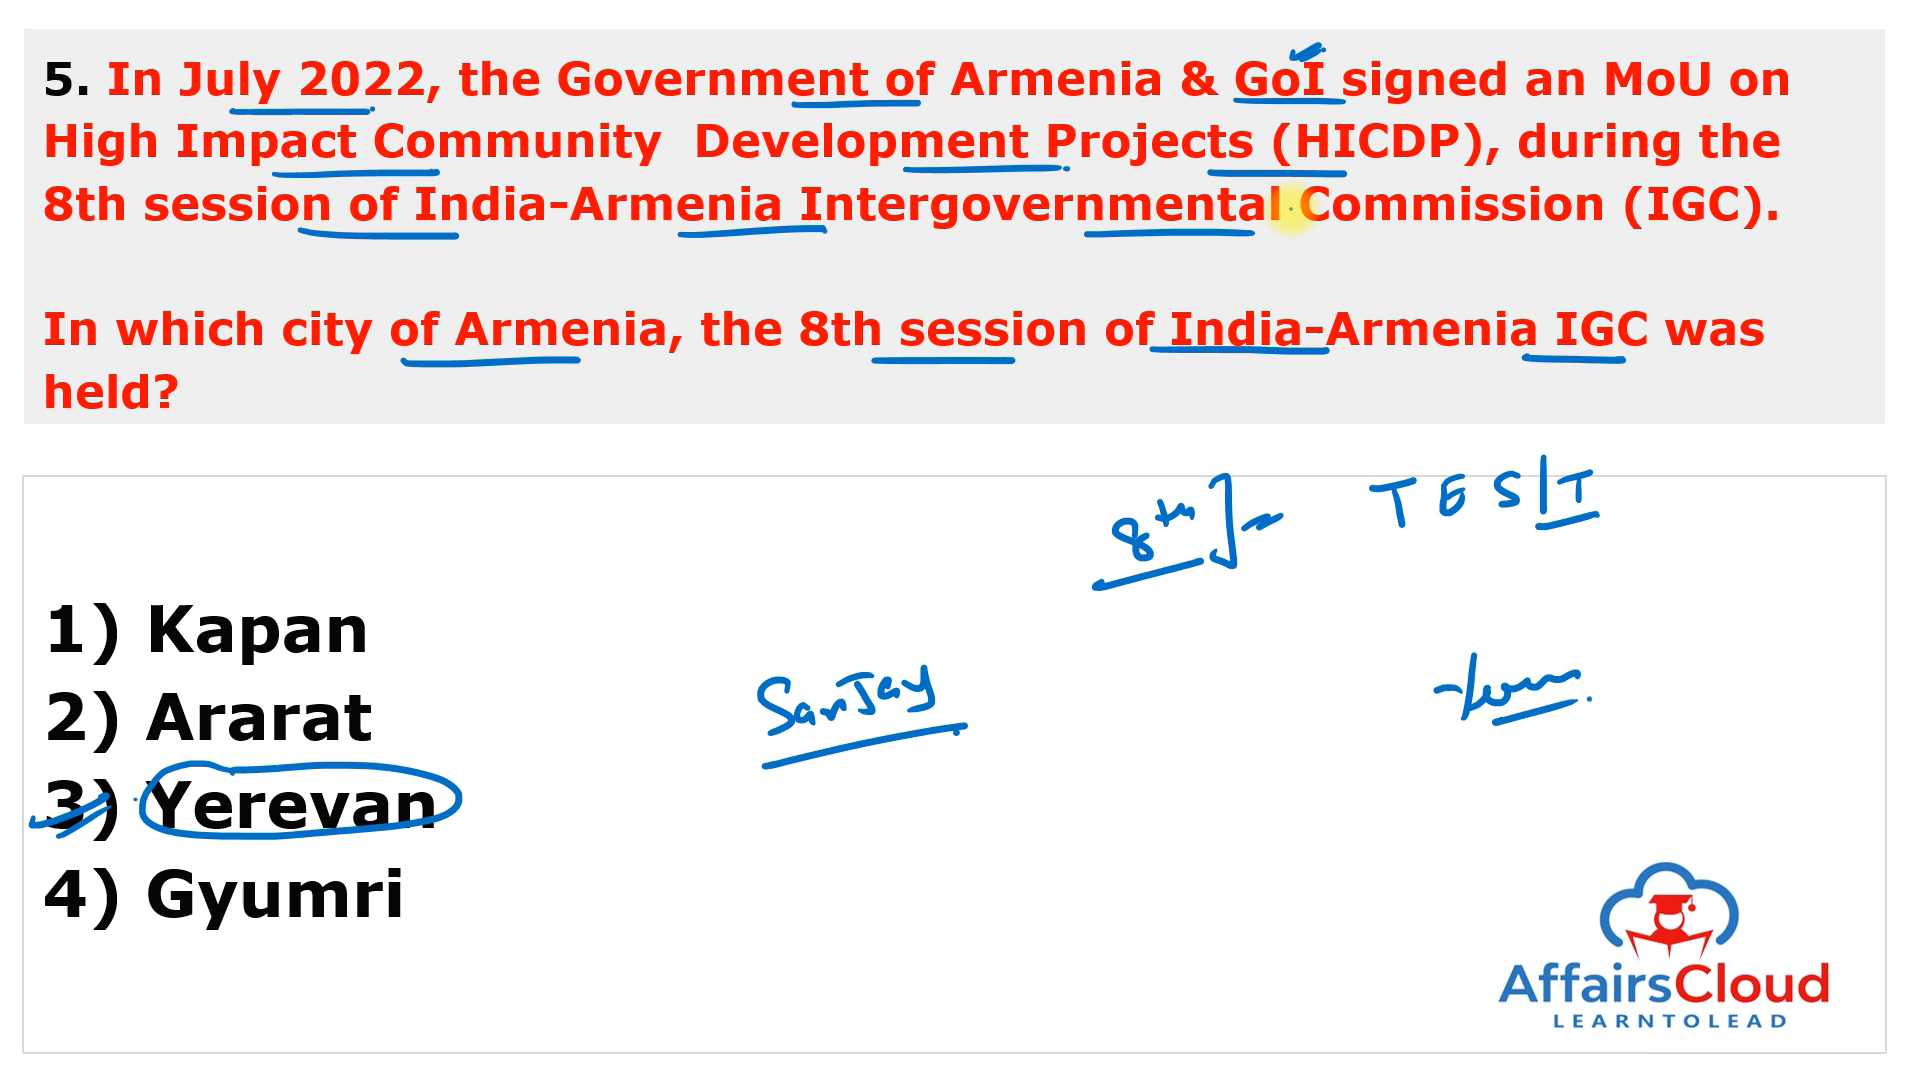 5. In July 2022, the Government of Armenia & GoI signed an MoU on
High Impact Community Development Projects (HICDP), during the
8th session of India-Armenia Intergovernmental Commission (IGC).
In which city of Armenia, the 8th session of India-Armenia IGC was
held?
8th
T E S T
1) Kapan
2) Ararat
SanJay
3) Yerevan
4) Gyumri
AffairsCloud
LEARNTOLEAD